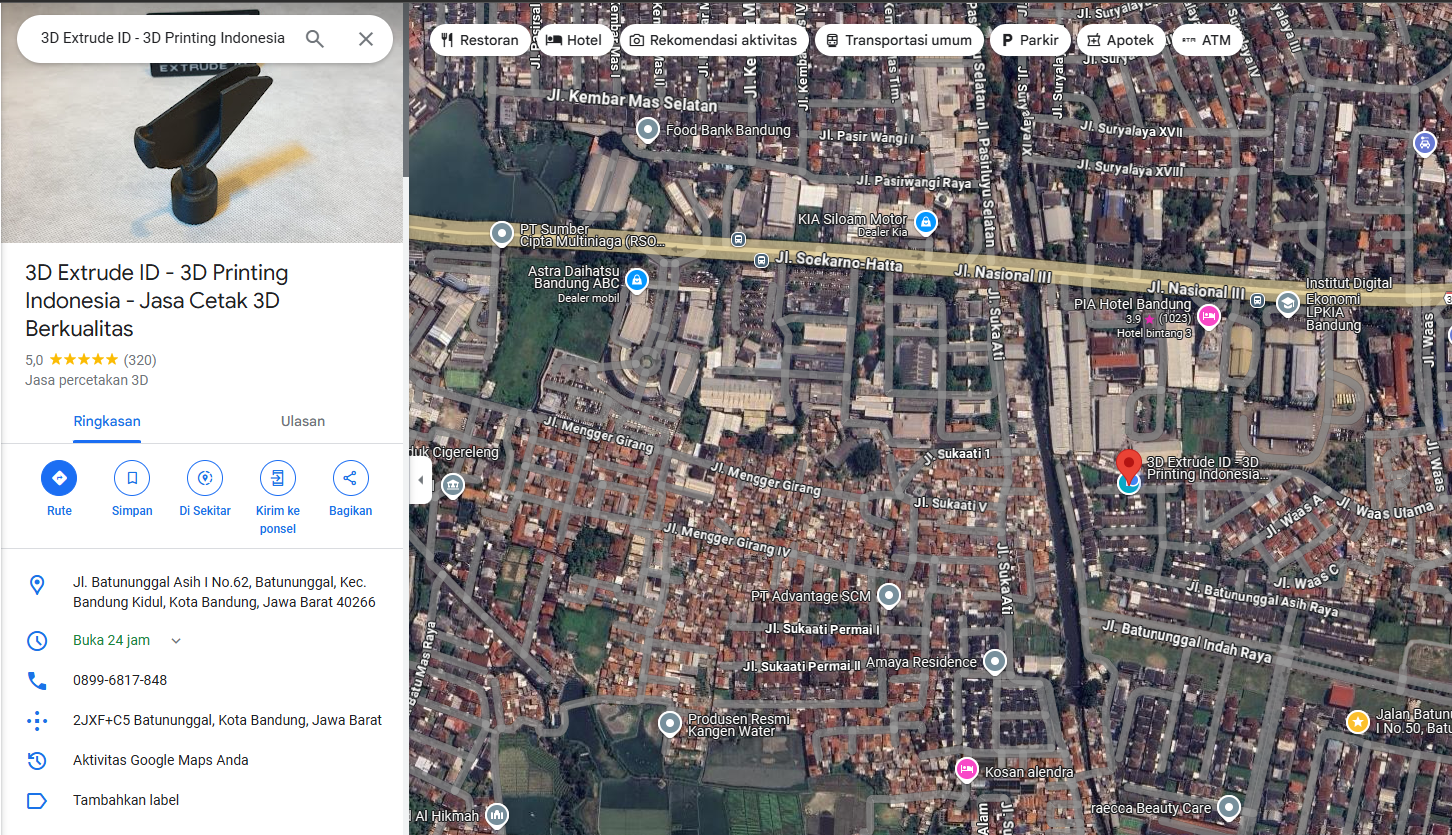 3D Extrude ID - 3D Printing Indonesia
EXTRUDE
3D Extrude ID - 3D Printing
Indonesia - Jasa Cetak 3D
Berkualitas
5,0 (320)
Jasa percetakan 3D
Ringkasan Ulasan
Rute
Simpan
Di Sekitar
Kirim ke
ponsel
Bagikan
Jl. Batununggal Asih I No.62, Batununggal, Kec.
Bandung Kidul, Kota Bandung, Jawa Barat 40266
Buka 24 jam
0899-6817-848
2JXF+C5 Batununggal, Kota Bandung, Jawa Barat
Aktivitas Google Maps Anda
Tambahkan label
Restoran
Hotel
Rekomendasi aktivitas
Transportasi umum
P Parkir
Apotek
ATM ATM
Jl. Kembar Mas Selatan
Food Bank Bandung
Jl. Pasir Wangi I
Jl. Pasirwangi Raya
Jl. Pasirluyu Selatan
Jl. Suryalaya IX
Jl. Suryalaya XVII
Jl. Suryalaya XVIII
KIA Siloam Motor
Dealer Kia
PT Sumber
Cipta Multiniaga (RSO...
Astra Daihatsu
Bandung ABC
Dealer mobil
Jl. Soekarno-Hatta
Jl. Nasional III
Jl. Nasional III
PIA Hotel Bandung
3.9 (1023)
Hotel bintang 3
Institut Digital
Ekonomi
LPKIA
Bandung
Jl. Waas
Jl. Suka Ati
Jl. Mengger Girang
duk Cigereleng
Jl. Mengger Girang
Jl. Sukaati 1
Jl. Sukaati V
3D Extrude ID - 3D
Printing Indonesia...
Jl. Waas
Jl. Waas A
Jl. Waas Utama
Jl. Mengger Girang IV
Jl. Suka Ati
Jl. Waas C
Jl. Batununggal Asih Raya
PT Advantage SCM
Jl. Sukaati Permai I
Jl. Batununggal Indah Raya
Jl. Sukaati Permai II
Amaya Residence
Batu Mas Raya
Produsen Resmi
Kangen Water
Jalan Batunu
I No.50, Batu
Kosan alendra
raecca Beauty Care
l Al Hikmah
Alam